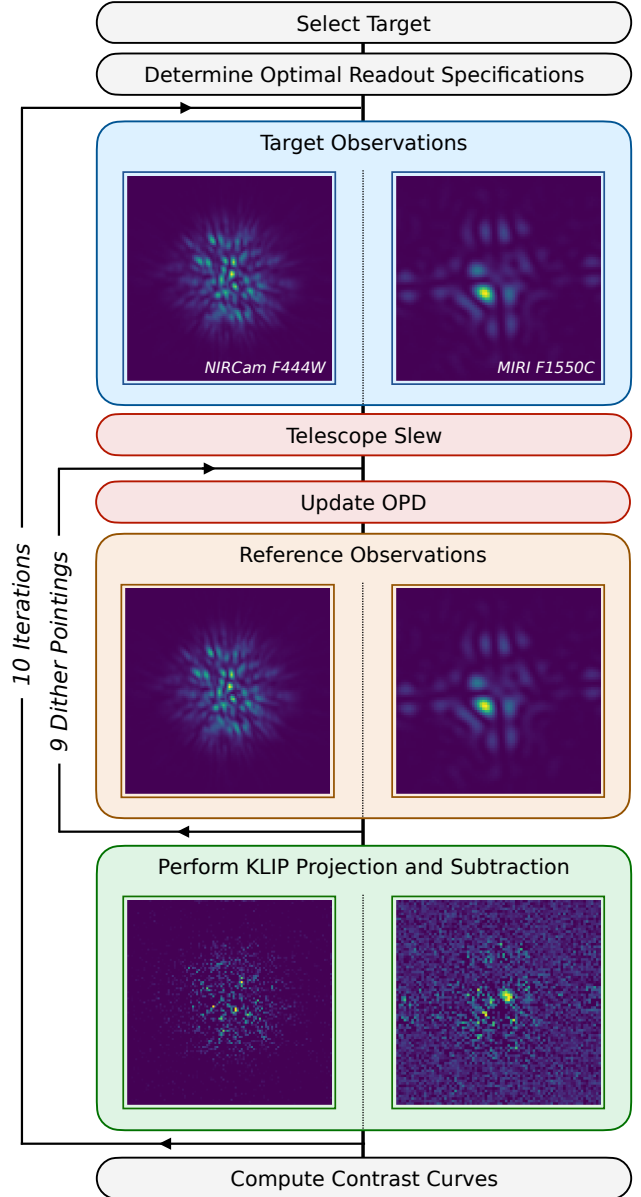 Select Target
Determine Optimal Readout Specifications
Target Observations
NIRCam F444W
MIRI F1550C
Telescope Slew
Update OPD
Reference Observations
10 Iterations
9 Dither Pointings
Perform KLIP Projection and Subtraction
Compute Contrast Curves